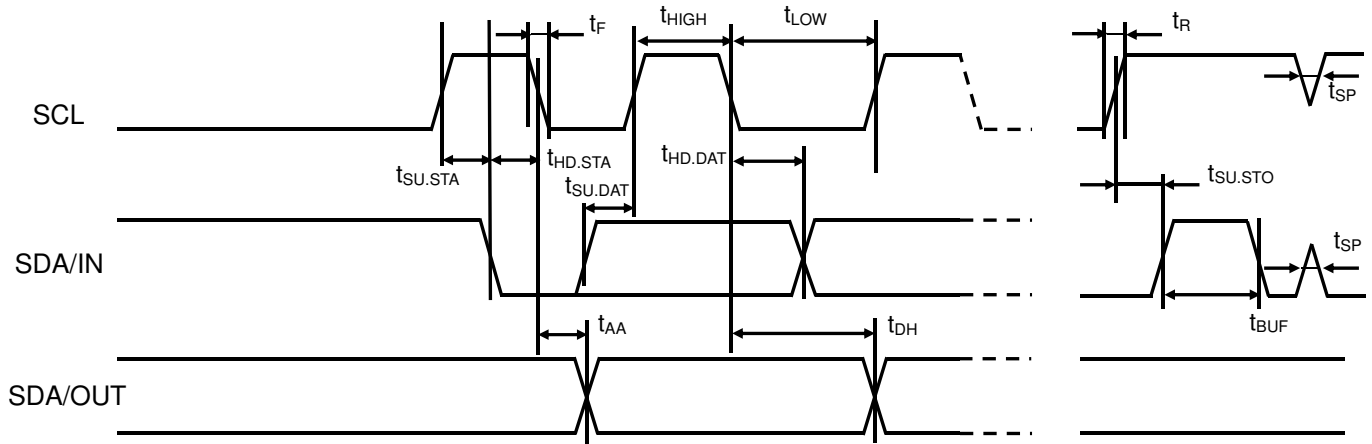 tF
tHIGH
tLOW
tR
SCL
tSP
tSU.STA
tHD.STA
tSU.DAT
tHD.DAT
tSU.STO
SDA/IN
tSP
tBUF
tAA
tDH
SDA/OUT